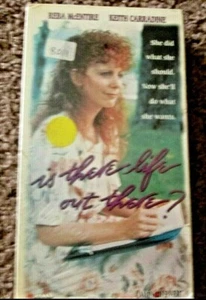 REBA McENTIRE KEITH CARRADINE
She did
what she
should.
Now she'll
do what
she wants.
is there life
out there?